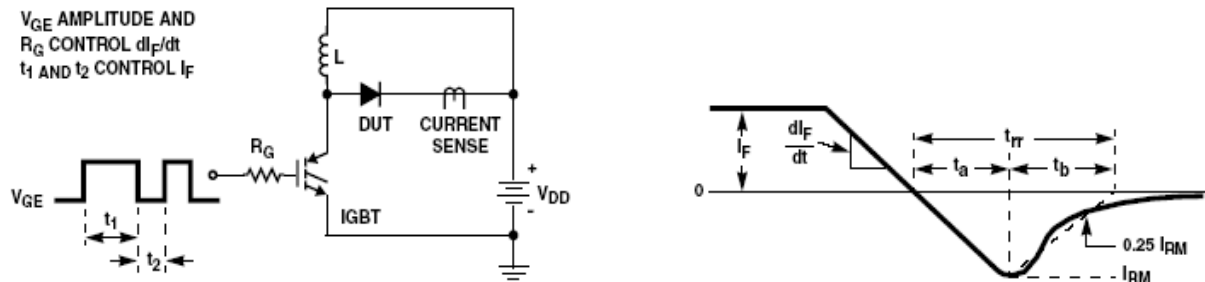 V_GE AMPLITUDE AND
R_G CONTROL dI_F/dt
t_1 AND t_2 CONTROL I_F
L
DUT
CURRENT
SENSE
R_G
V_GE
t_1
t_2
IGBT
+
V_DD
-
I_F
dI_F
dt
t_rr
t_a
t_b
0
0.25 I_RM
I_RM